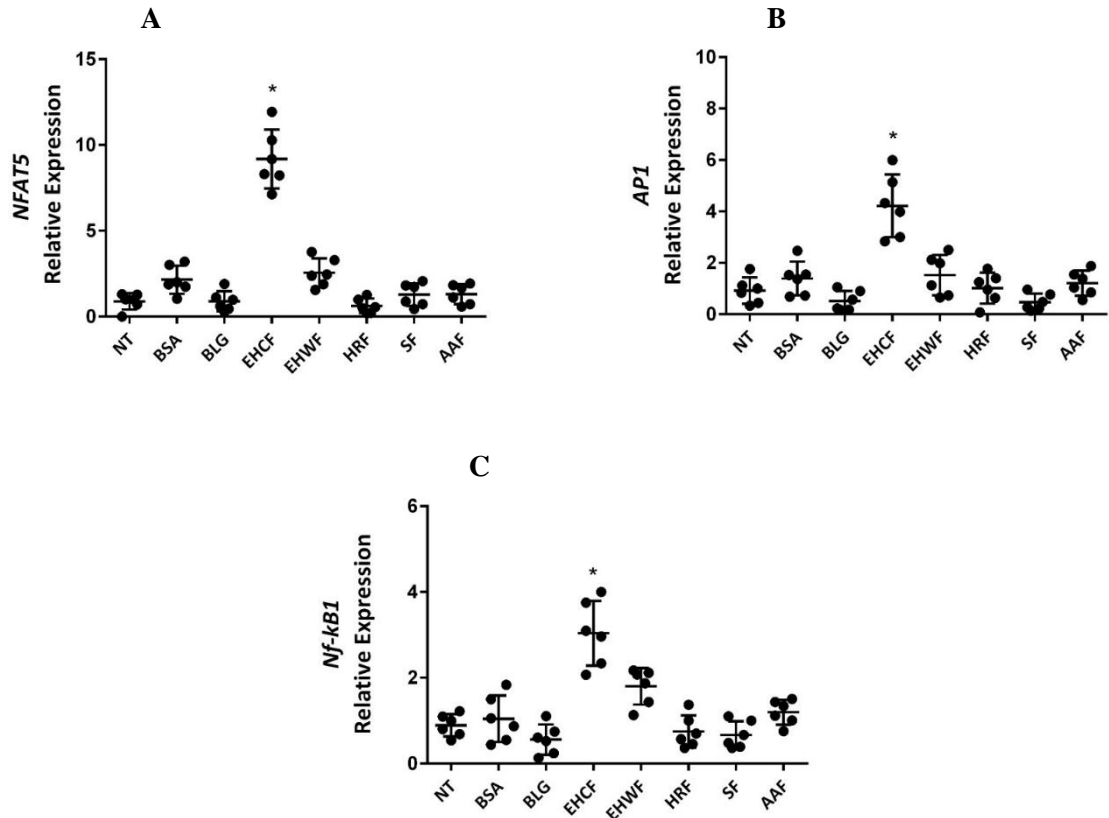 A
NFAT5
Relative Expression
15
10
5
0
*
NT
BSA
BLG
EHCF
EHWF
HRF
SF
AAF
B
AP1
Relative Expression
10
8
6
4
2
0
*
NT
BSA
BLG
EHCF
EHWF
HRF
SF
AAF
C
Nf-kB1
Relative Expression
6
4
2
0
*
NT
BSA
BLG
EHCF
EHWF
HRF
SF
AAF